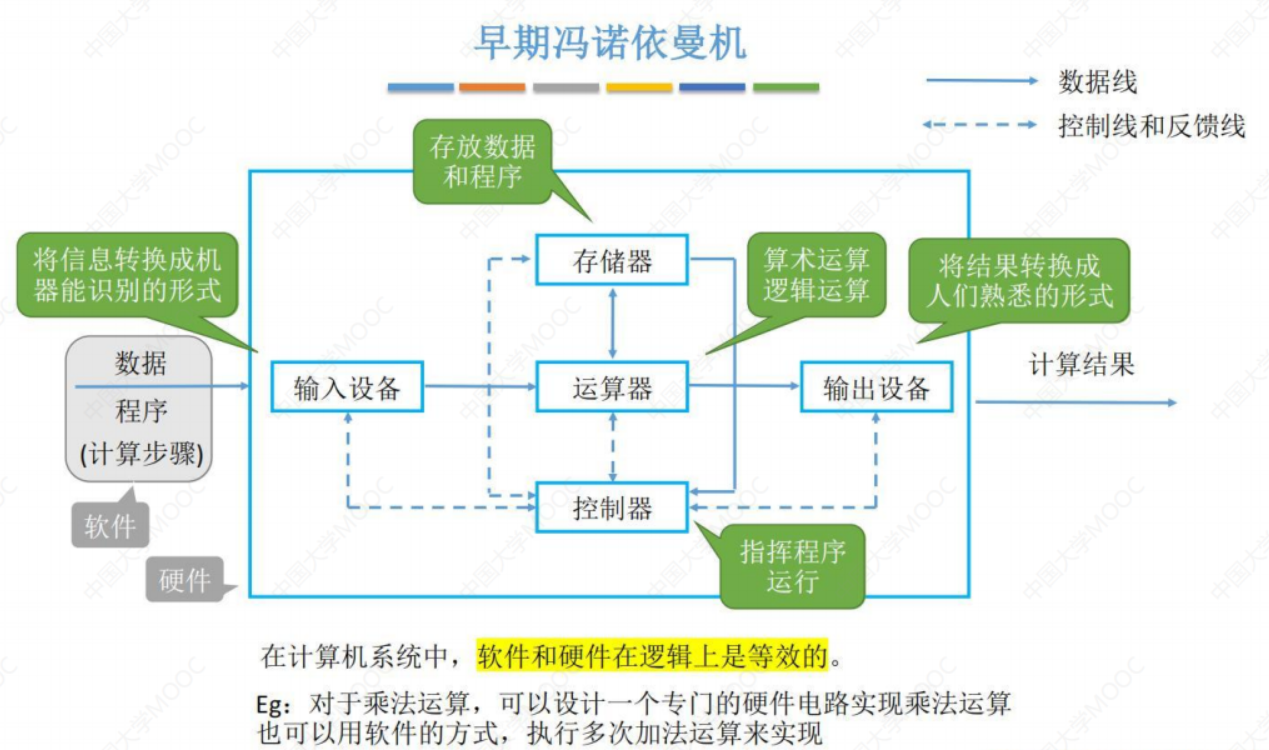 早期冯诺依曼机
数据线
控制线和反馈线
存放数据
和程序
将信息转换成机
器能识别的形式
存储器
算术运算
逻辑运算
将结果转换成
人们熟悉的形式
数据
程序
(计算步骤)
输入设备
运算器
输出设备
计算结果
软件
硬件
控制器
指挥程序
运行
在计算机系统中，软件和硬件在逻辑上是等效的。
Eg：对于乘法运算，可以设计一个专门的硬件电路实现乘法运算
也可以用软件的方式，执行多次加法运算来实现
中国大学MOOC